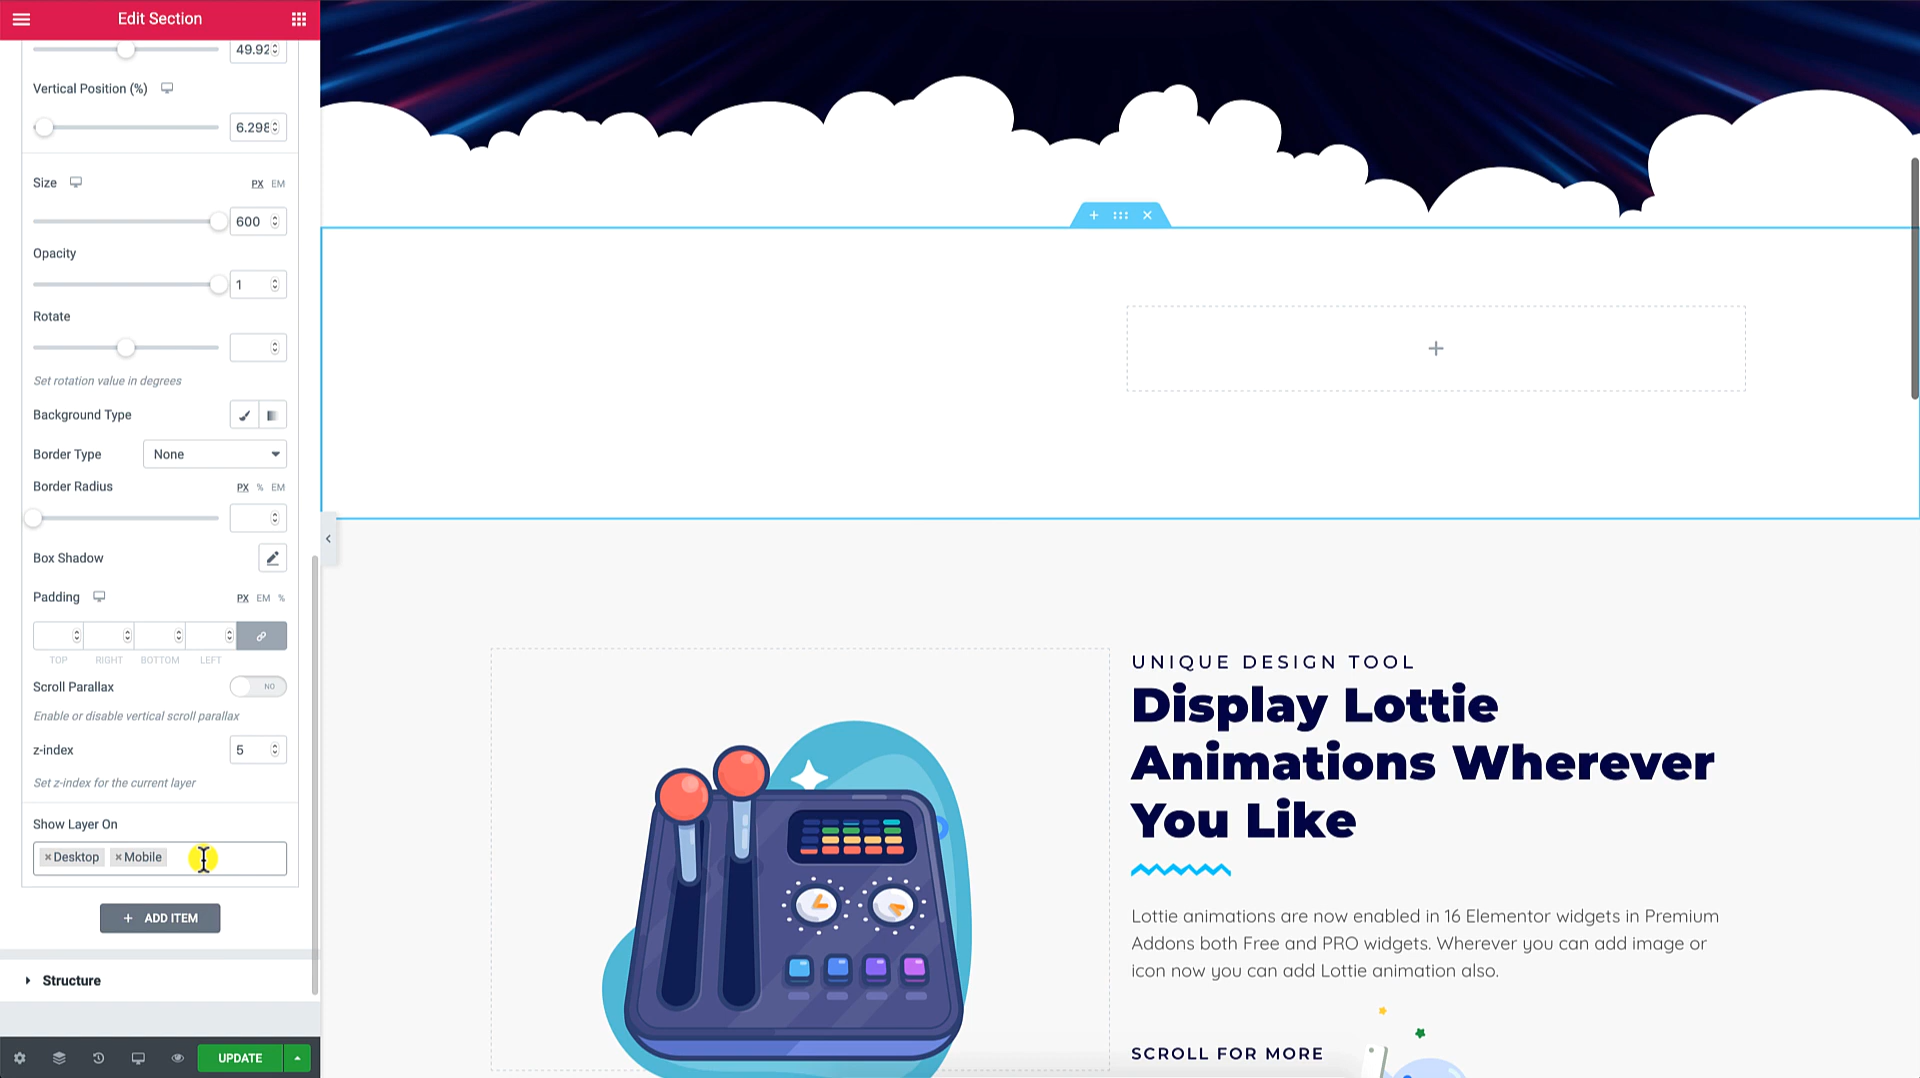 Edit Section
49.92
Vertical Position (%)
6.298
Size PX EM
600
Opacity
1
Rotate
Set rotation value in degrees
Background Type
Border Type None
Border Radius PX % EM
Box Shadow
Padding PX EM %
TOP RIGHT BOTTOM LEFT
Scroll Parallax NO
Enable or disable vertical scroll parallax
z-index 5
Set z-index for the current layer
Show Layer On
× Desktop × Mobile
+ ADD ITEM
Structure
UPDATE
UNIQUE DESIGN TOOL
Display Lottie
Animations Wherever
You Like
Lottie animations are now enabled in 16 Elementor widgets in Premium
Addons both Free and PRO widgets. Wherever you can add image or
icon now you can add Lottie animation also.
SCROLL FOR MORE